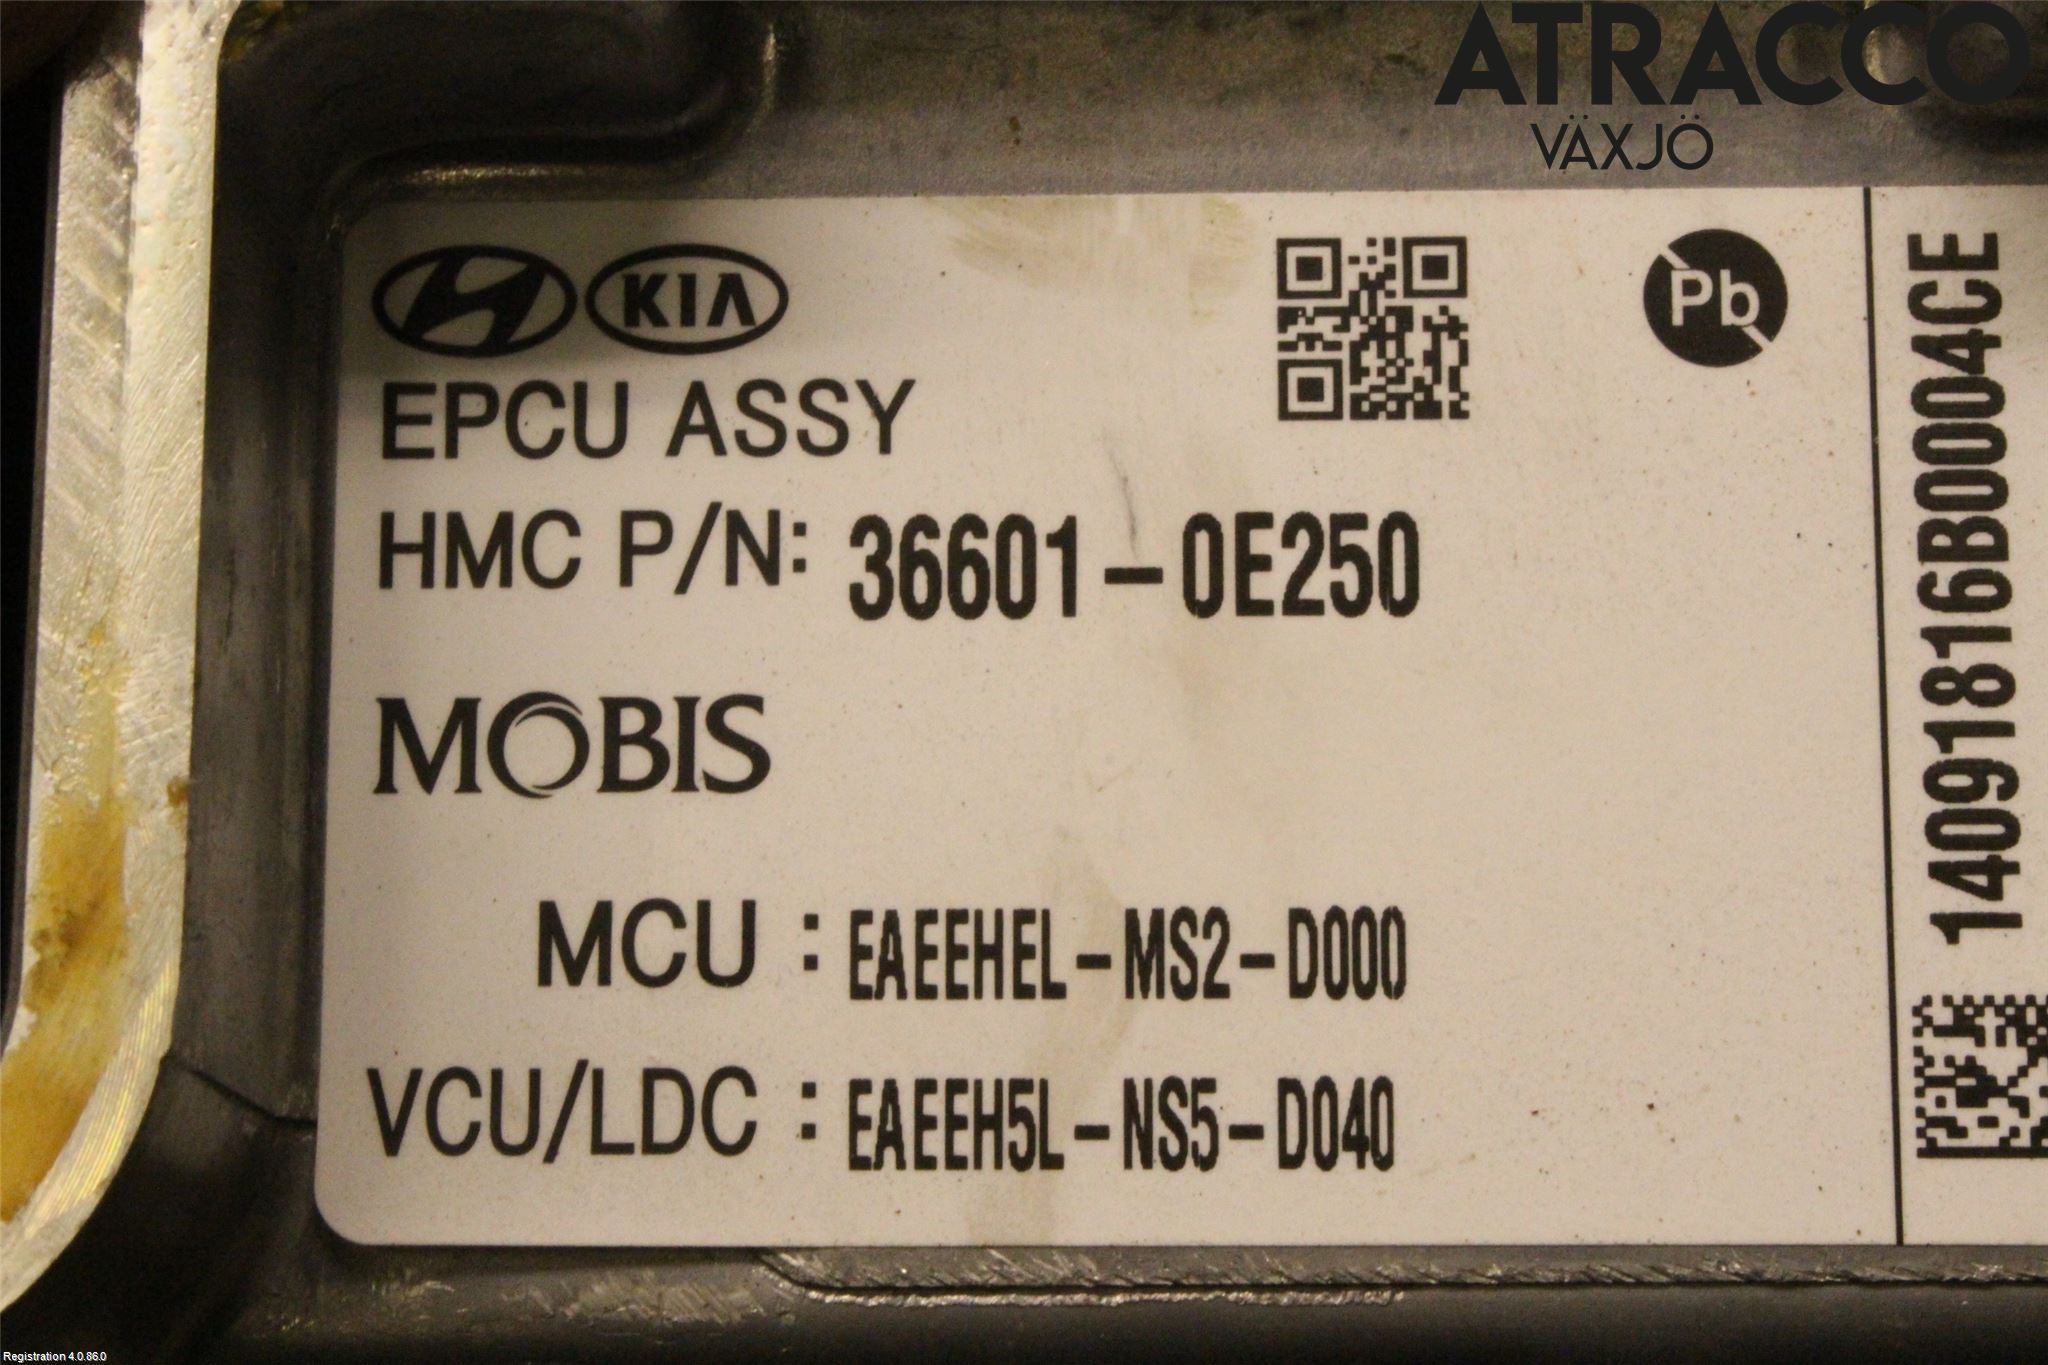 ATRACCO
VÄXJÖ
KIA
Pb
EPCU ASSY
HMC P/N: 36601-0E250
MOBIS
MCU : EAEEHEL-MS2-D000
VCU/LDC : EAEEH5L-NS5-D040
14091816B0004CE
Registration 4.0.86.0